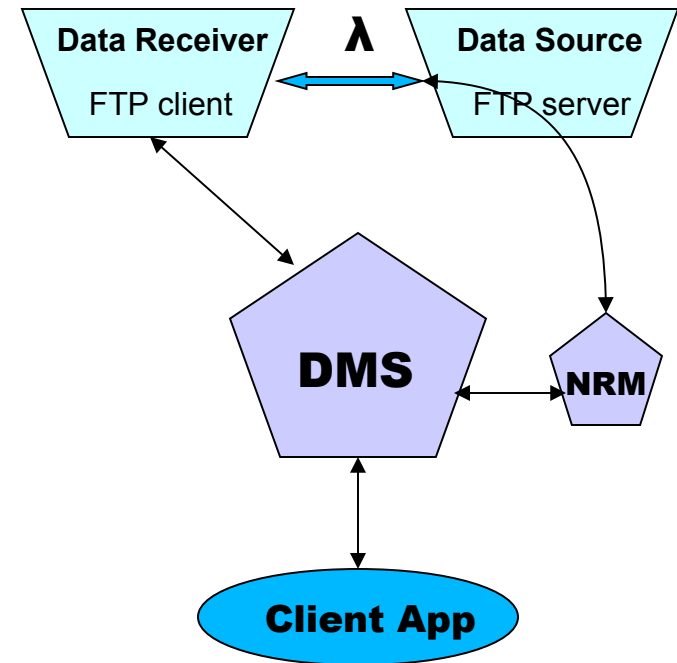 Data Receiver
FTP client
λ
Data Source
FTP server
DMS
NRM
Client App